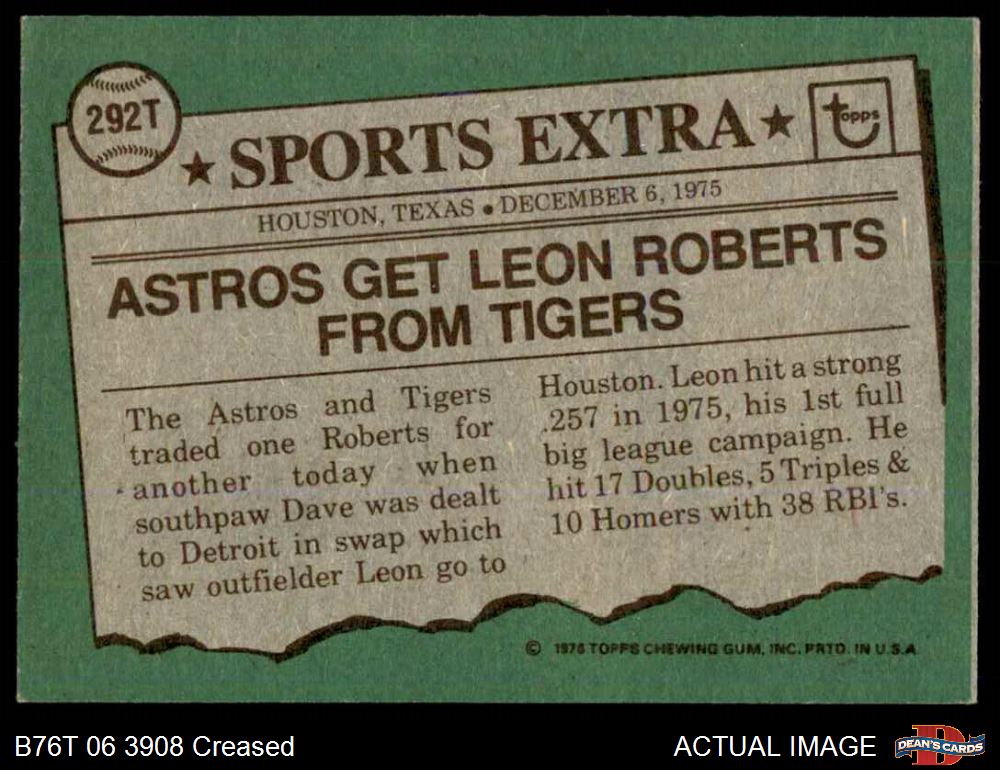 292T
★ SPORTS EXTRA ★
topps
HOUSTON, TEXAS • DECEMBER 6, 1975
ASTROS GET LEON ROBERTS
FROM TIGERS
The Astros and Tigers
traded one Roberts for
another today when
southpaw Dave was dealt
to Detroit in swap which
saw outfielder Leon go to
Houston. Leon hit a strong
.257 in 1975, his 1st full
big league campaign. He
hit 17 Doubles, 5 Triples &
10 Homers with 38 RBI's.
© 1976 TOPPS CHEWING GUM, INC. PRTD. IN U.S.A
B76T 06 3908 Creased
ACTUAL IMAGE
DEAN'S CARDS